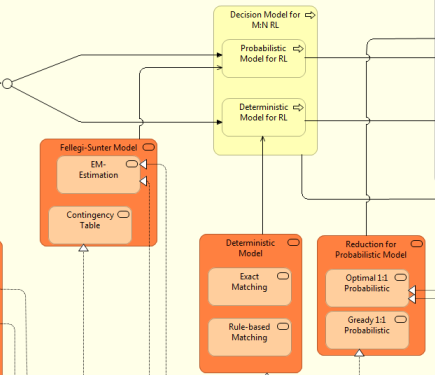 Decision Model for
M:N RL
Probabilistic
Model for RL
Deterministic
Model for RL
Fellegi-Sunter Model
EM-
Estimation
Contingency
Table
Deterministic
Model
Exact
Matching
Rule-based
Matching
Reduction for
Probabilistic Model
Optimal 1:1
Probabilistic
Gready 1:1
Probabilistic